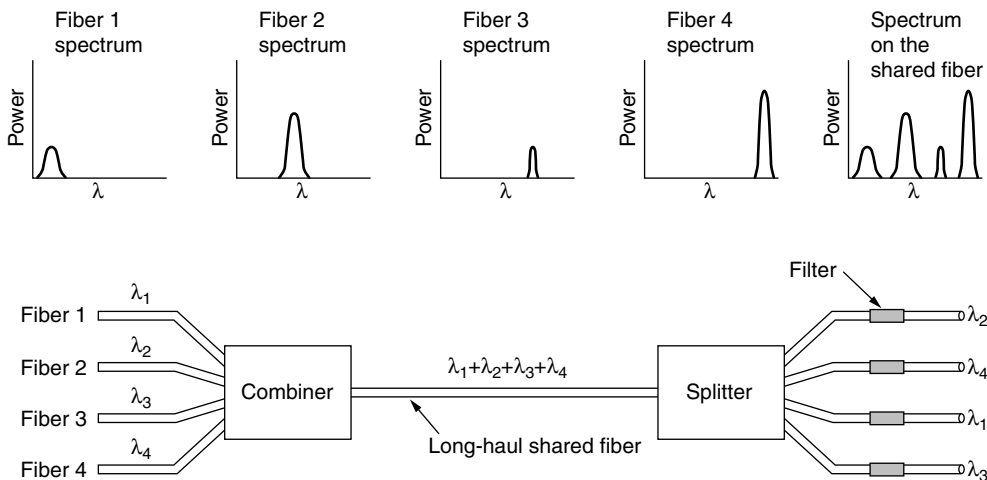 Fiber 1
spectrum
Fiber 2
spectrum
Fiber 3
spectrum
Fiber 4
spectrum
Spectrum
on the
shared fiber
Power
λ
Power
λ
Power
λ
Power
λ
Power
λ
Filter
Fiber 1
λ1
λ2
Fiber 2
λ2
λ4
Fiber 3
λ3
λ1
Fiber 4
λ4
λ3
Combiner
λ1+λ2+λ3+λ4
Splitter
Long-haul shared fiber